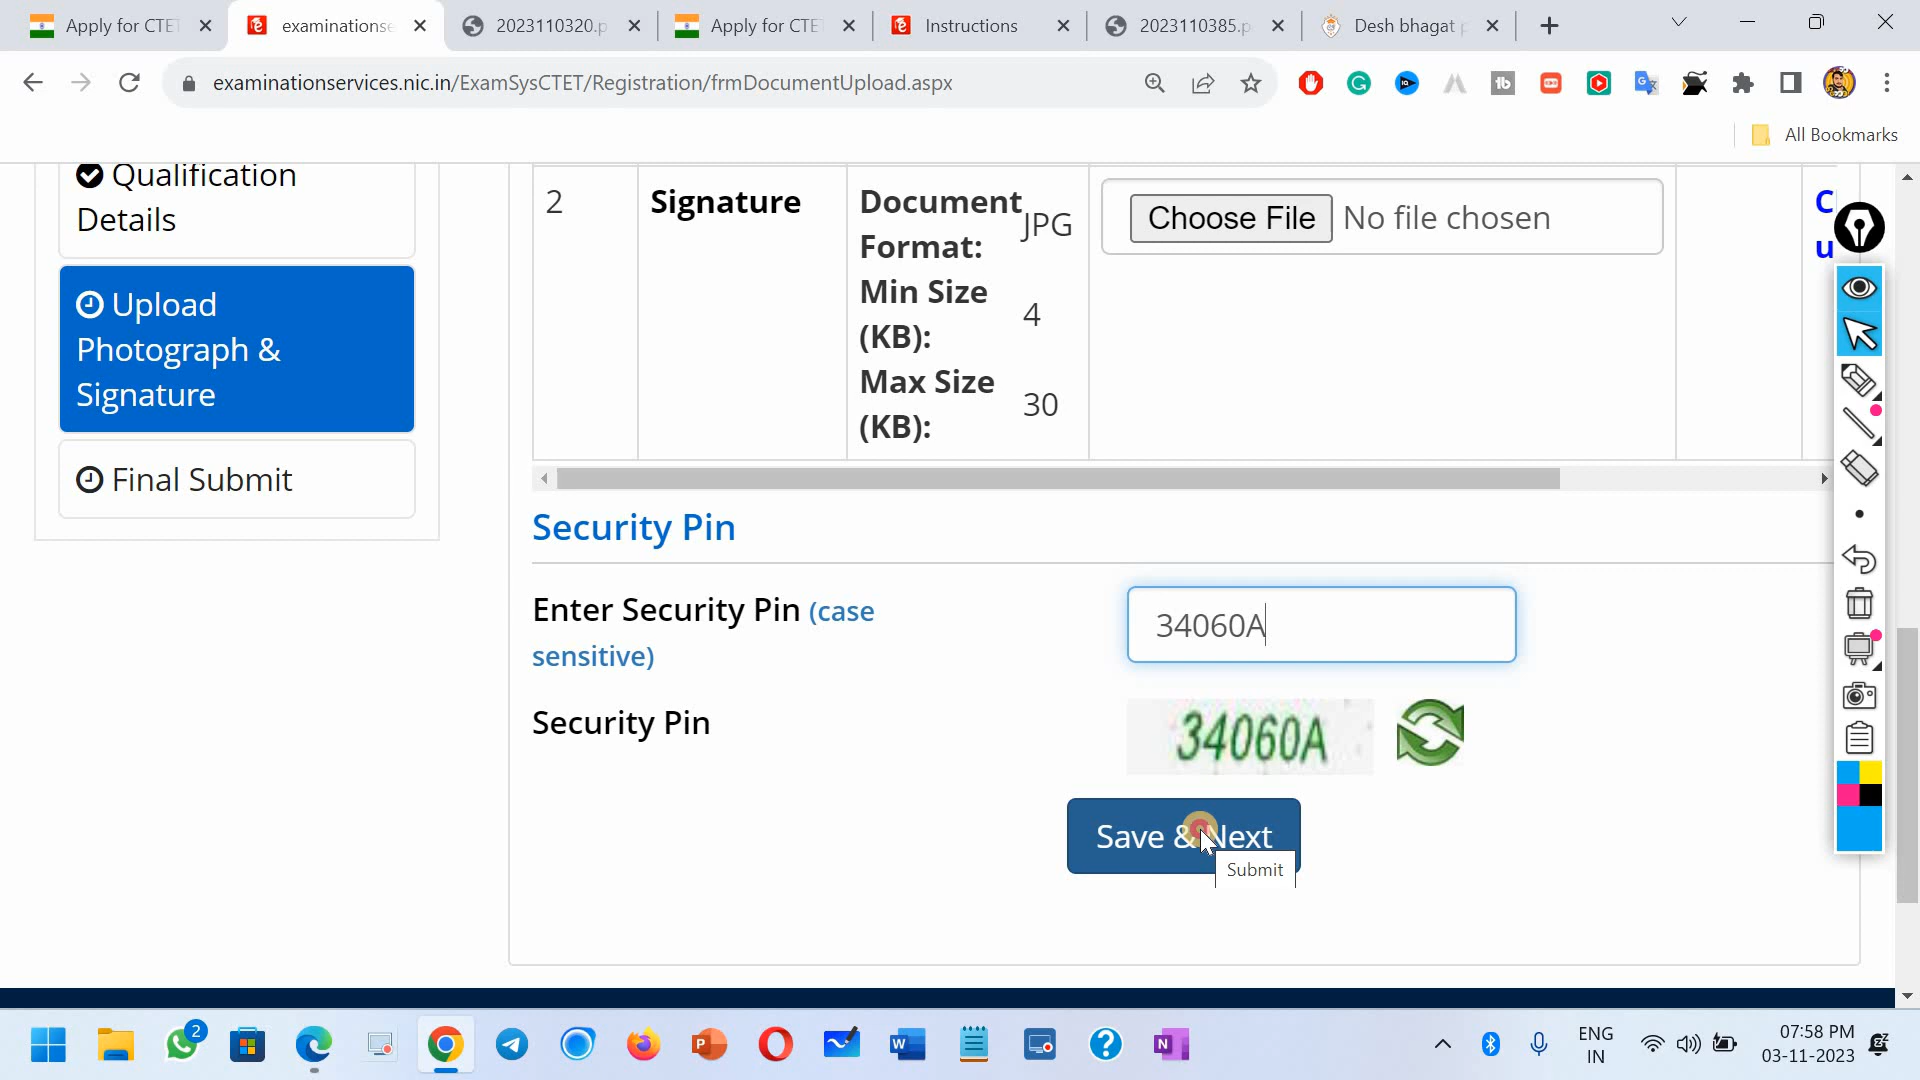 Apply for CTET
examinationse
2023110320.p
Apply for CTE
Instructions
2023110385.p
Desh bhagat p
examinationservices.nic.in/ExamSysCTET/Registration/frmDocumentUpload.aspx
All Bookmarks
Qualification
Details
Upload
Photograph &
Signature
Final Submit
2
Signature
Document
Format:
JPG
Min Size
(KB):
4
Max Size
(KB):
30
Choose File No file chosen
C
u
Security Pin
Enter Security Pin (case
sensitive)
34060A
Security Pin
34060A
Save & Next
Submit
2
ENG
IN
07:58 PM
03-11-2023